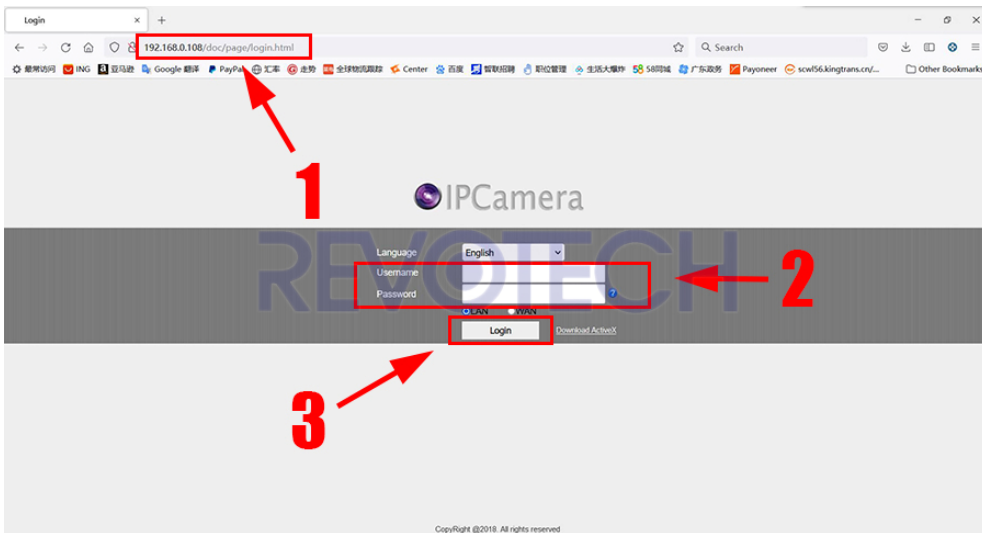 Login
192.168.0.108/doc/page/login.html
Search
最常访问 ING 亚马逊 Google 翻译 PayPal 汇率 走势 全球物流跟踪 Center 百度 智联招聘 职位管理 生活大爆炸 58同城 广东政务 Payoneer scwl56.kingtrans.cn/... Other Bookmarks
1
IPCamera
REVOTECH
Language English
Username
Password
2
LAN WAN
Login Download ActiveX
3
CopyRight @2018. All rights reserved